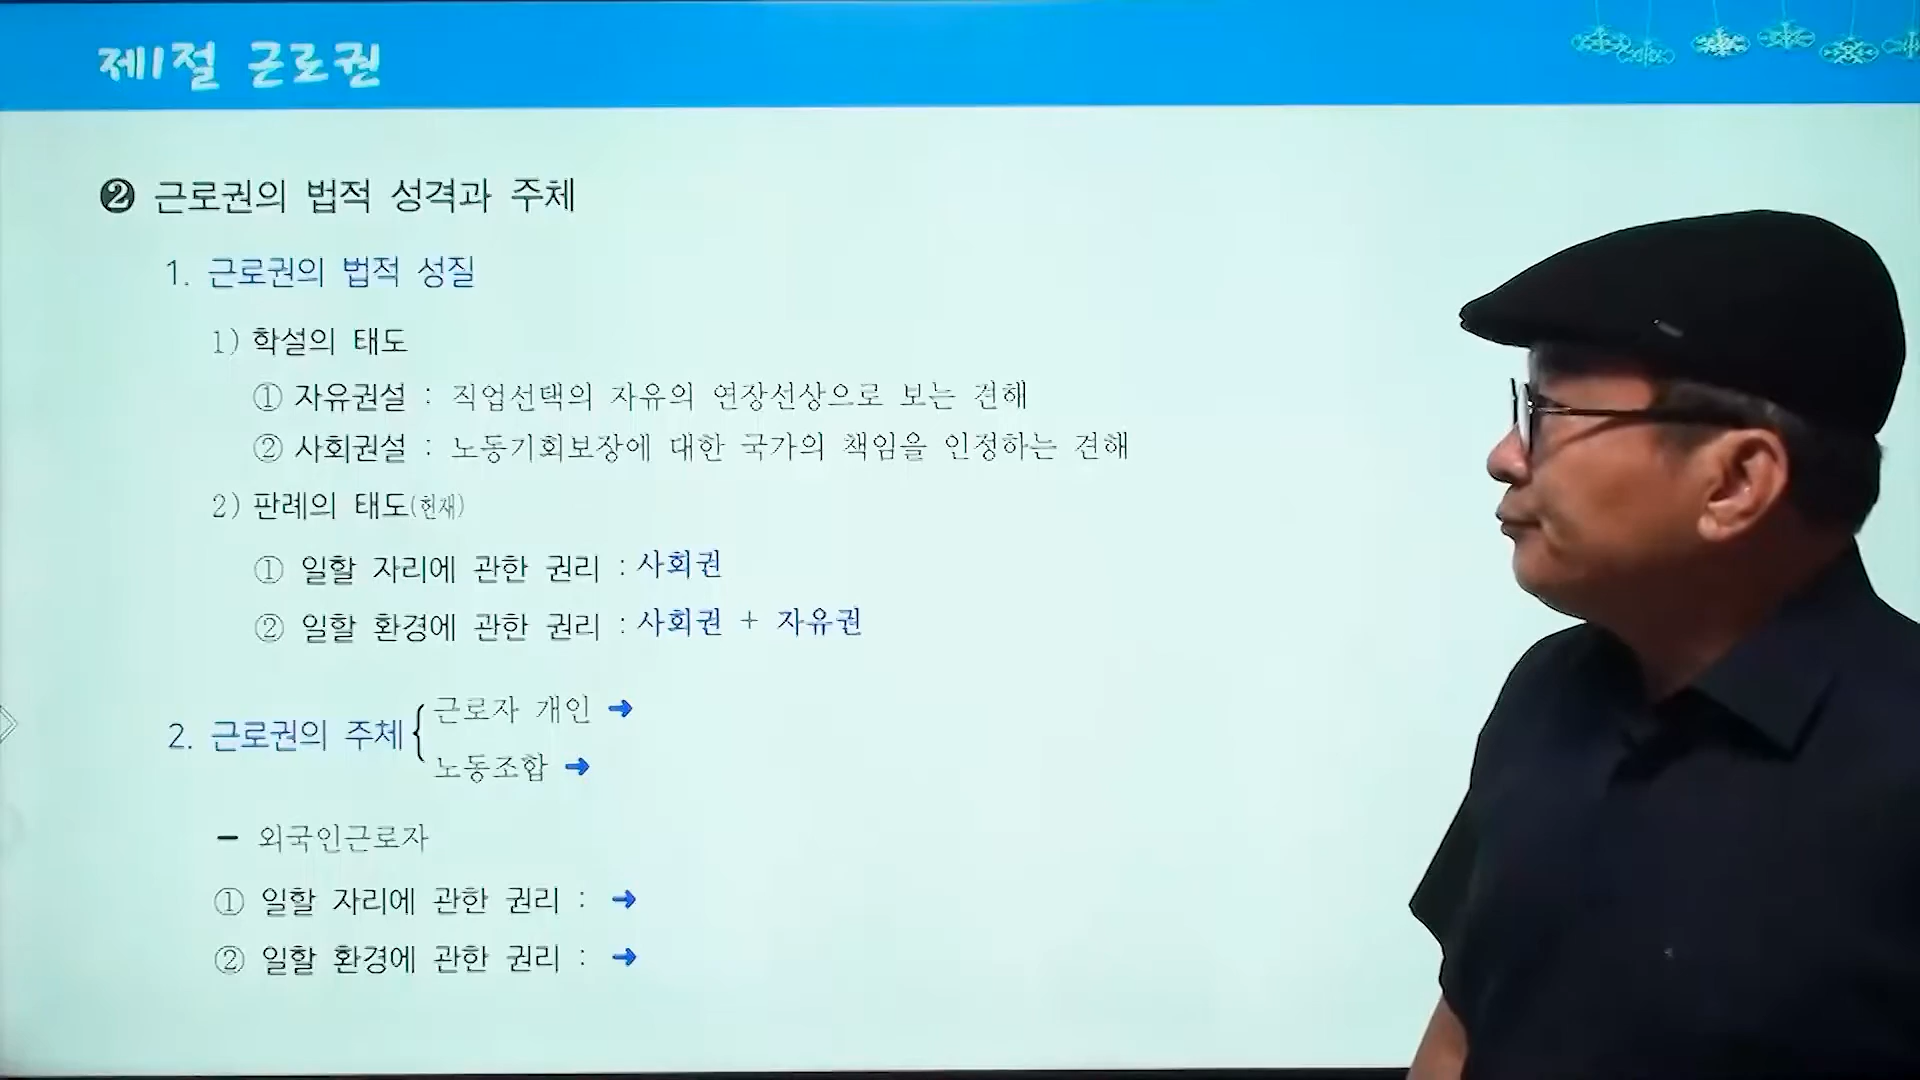 제1절 근로권
❷ 근로권의 법적 성격과 주체
1. 근로권의 법적 성질
1) 학설의 태도
① 자유권설 : 직업선택의 자유의 연장선상으로 보는 견해
② 사회권설 : 노동기회보장에 대한 국가의 책임을 인정하는 견해
2) 판례의 태도(헌재)
① 일할 자리에 관한 권리 : 사회권
② 일할 환경에 관한 권리 : 사회권 + 자유권
2. 근로권의 주체 { 근로자 개인 ➜
노동조합 ➜
━ 외국인근로자
① 일할 자리에 관한 권리 : ➜
② 일할 환경에 관한 권리 : ➜